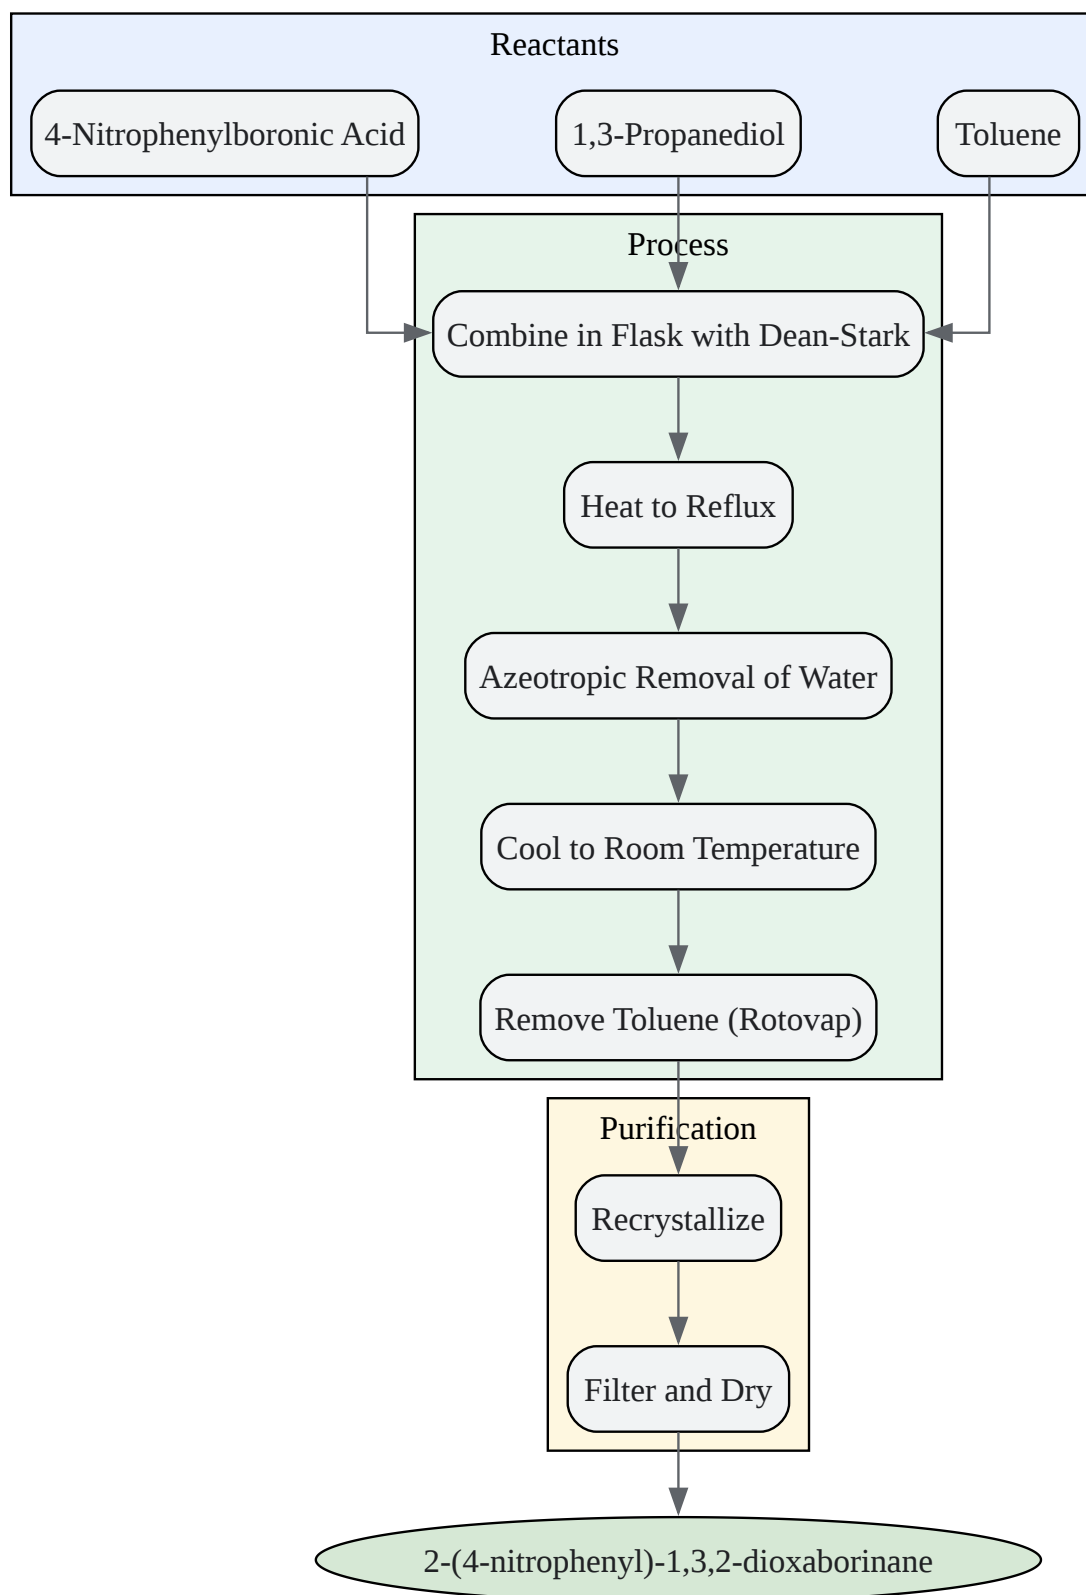 Reactants
4-Nitrophenylboronic Acid
1,3-Propanediol
Toluene
Process
Combine in Flask with Dean-Stark
Heat to Reflux
Azeotropic Removal of Water
Cool to Room Temperature
Remove Toluene (Rotovap)
Purification
Recrystallize
Filter and Dry
2-(4-nitrophenyl)-1,3,2-dioxaborinane